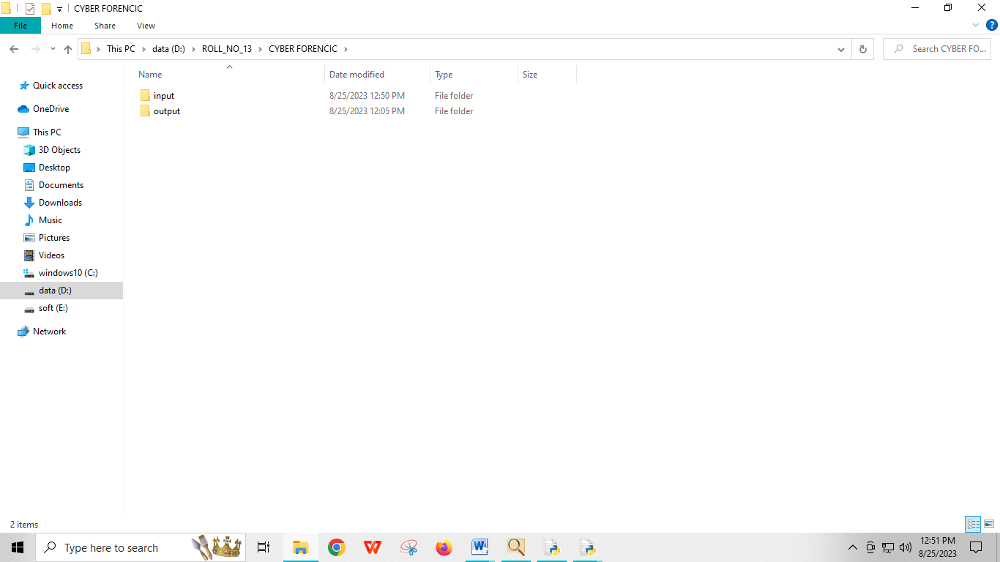 CYBER FORENCIC
File Home Share View
This PC data (D:) ROLL_NO_13 CYBER FORENCIC
Search CYBER FO...
Name Date modified Type Size
input 8/25/2023 12:50 PM File folder
output 8/25/2023 12:05 PM File folder
Quick access
OneDrive
This PC
3D Objects
Desktop
Documents
Downloads
Music
Pictures
Videos
windows10 (C:)
data (D:)
soft (E:)
Network
2 items
Type here to search
12:51 PM
8/25/2023